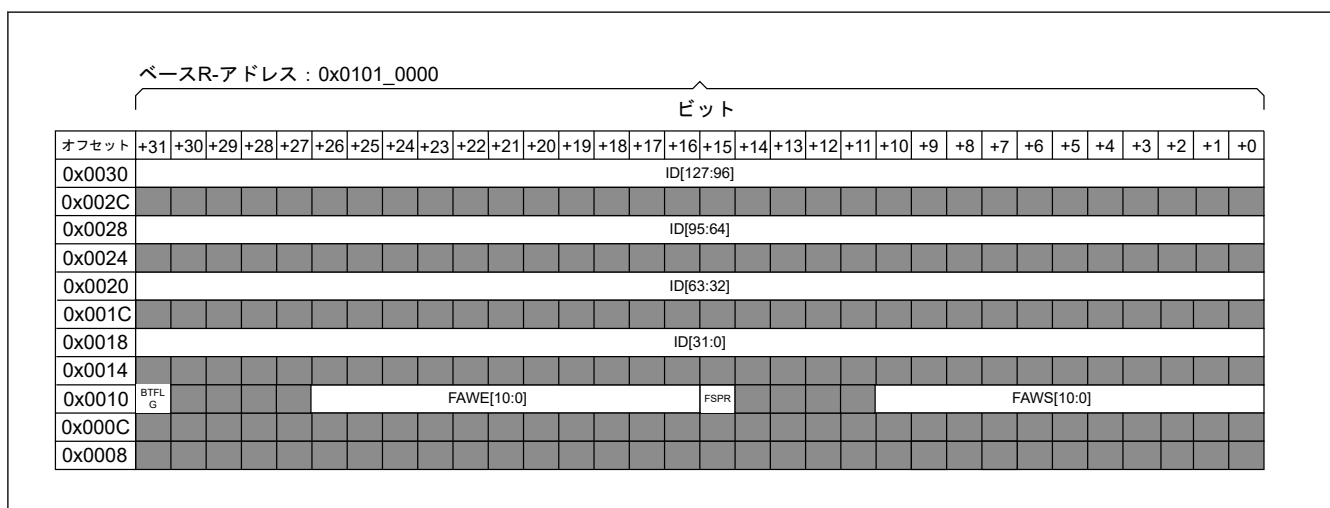 ベースR-アドレス：0x0101_0000
ビット
オフセット +31 +30 +29 +28 +27 +26 +25 +24 +23 +22 +21 +20 +19 +18 +17 +16 +15 +14 +13 +12 +11 +10 +9 +8 +7 +6 +5 +4 +3 +2 +1 +0
0x0030 ID[127:96]
0x002C
0x0028 ID[95:64]
0x0024
0x0020 ID[63:32]
0x001C
0x0018 ID[31:0]
0x0014
0x0010 BTFLG FAWE[10:0] FSPR FAWS[10:0]
0x000C
0x0008